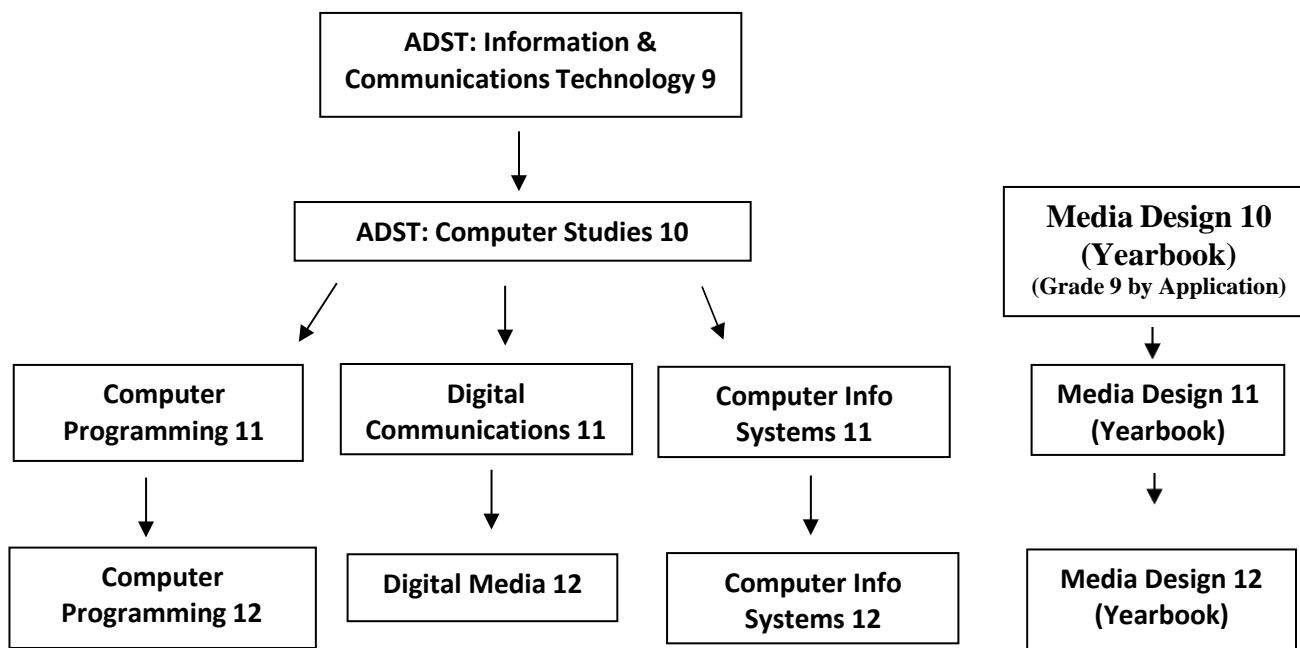 ADST: Information &
Communications Technology 9
ADST: Computer Studies 10
Media Design 10
(Yearbook)
(Grade 9 by Application)
Computer
Programming 11
Digital
Communications 11
Computer Info
Systems 11
Media Design 11
(Yearbook)
Computer
Programming 12
Digital Media 12
Computer Info
Systems 12
Media Design 12
(Yearbook)